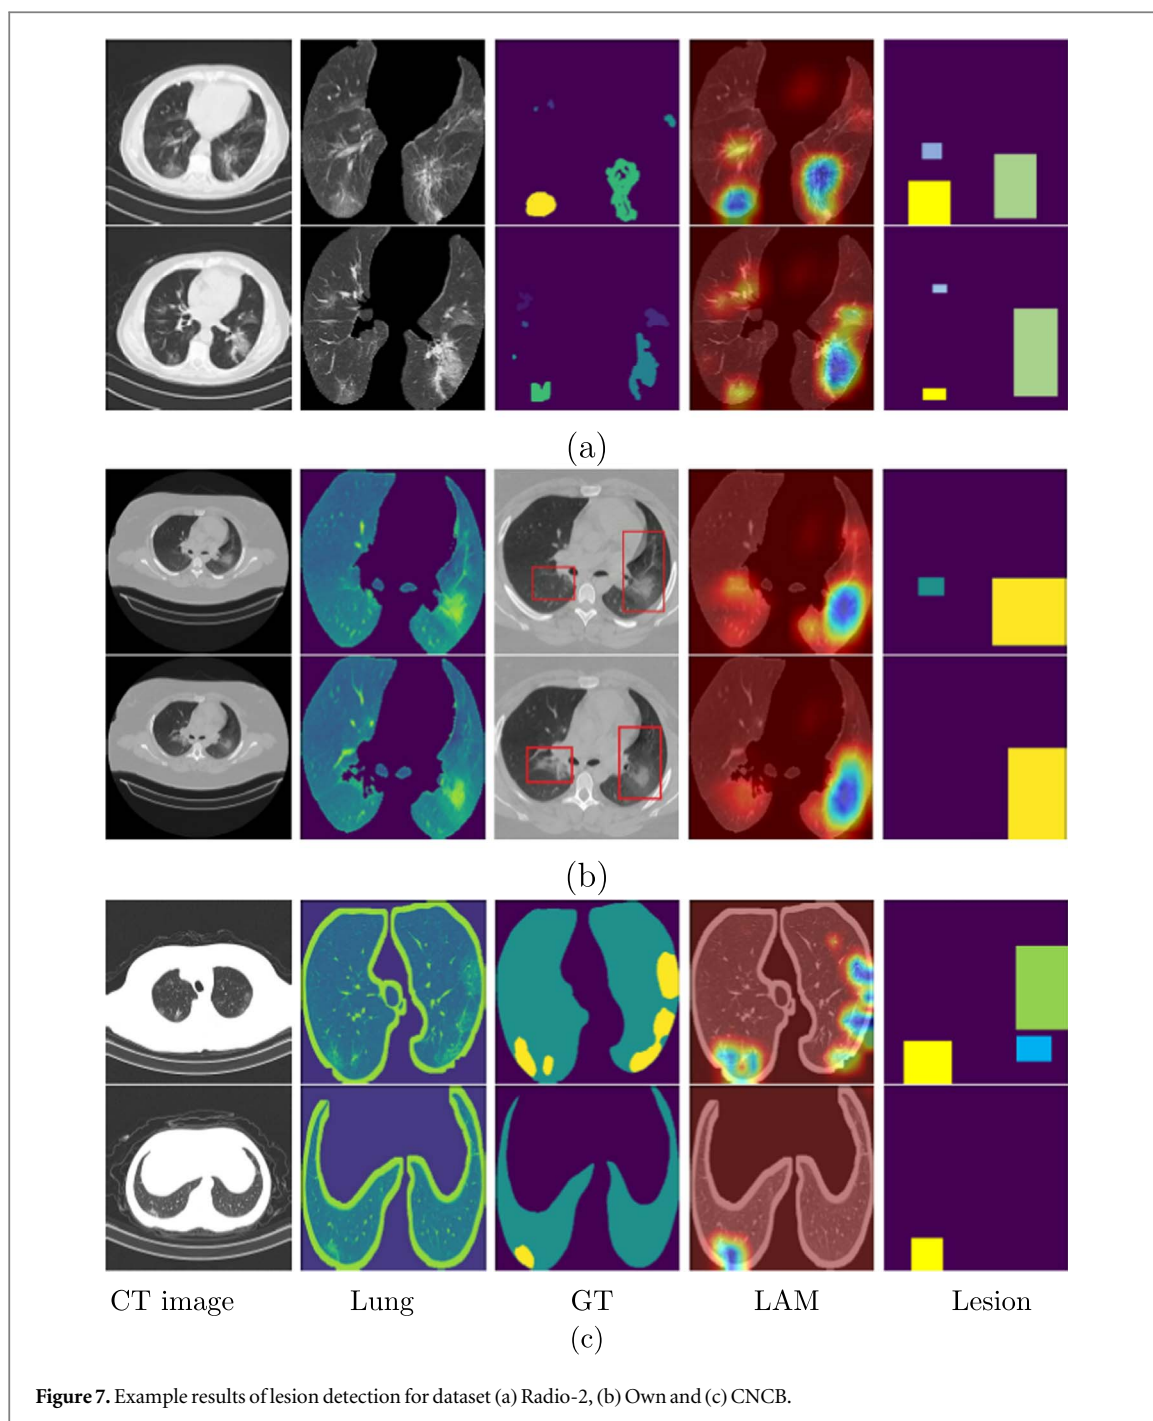 (a)
(b)
CT image Lung GT LAM Lesion
(c)
Figure 7. Example results of lesion detection for dataset (a) Radio-2, (b) Own and (c) CNCB.